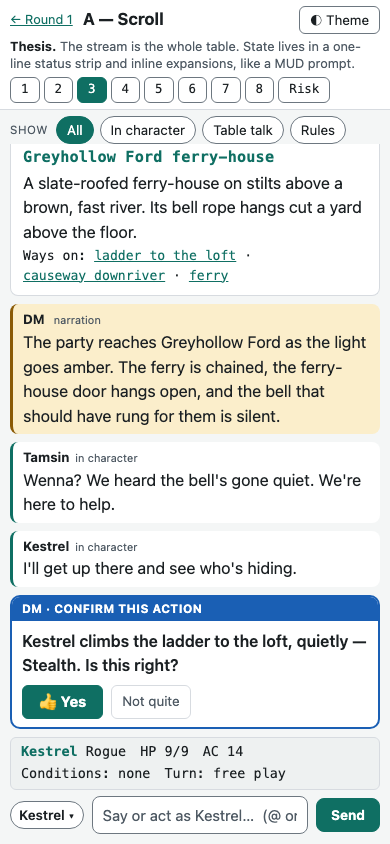 ← Round 1 A — Scroll ◐ Theme
Thesis. The stream is the whole table. State lives in a one-
line status strip and inline expansions, like a MUD prompt.
1 2 3 4 5 6 7 8 Risk
SHOW All In character Table talk Rules
Greyhollow Ford ferry-house
A slate-roofed ferry-house on stilts above a
brown, fast river. Its bell rope hangs cut a yard
above the floor.
Ways on: ladder to the loft ·
causeway downriver · ferry
DM narration
The party reaches Greyhollow Ford as the light
goes amber. The ferry is chained, the ferry-
house door hangs open, and the bell that
should have rung for them is silent.
Tamsin in character
Wenna? We heard the bell's gone quiet. We're
here to help.
Kestrel in character
I'll get up there and see who's hiding.
DM · CONFIRM THIS ACTION
Kestrel climbs the ladder to the loft, quietly —
Stealth. Is this right?
👍 Yes Not quite
Kestrel Rogue HP 9/9 AC 14
Conditions: none Turn: free play
Kestrel ▾ Say or act as Kestrel… (@ or Send